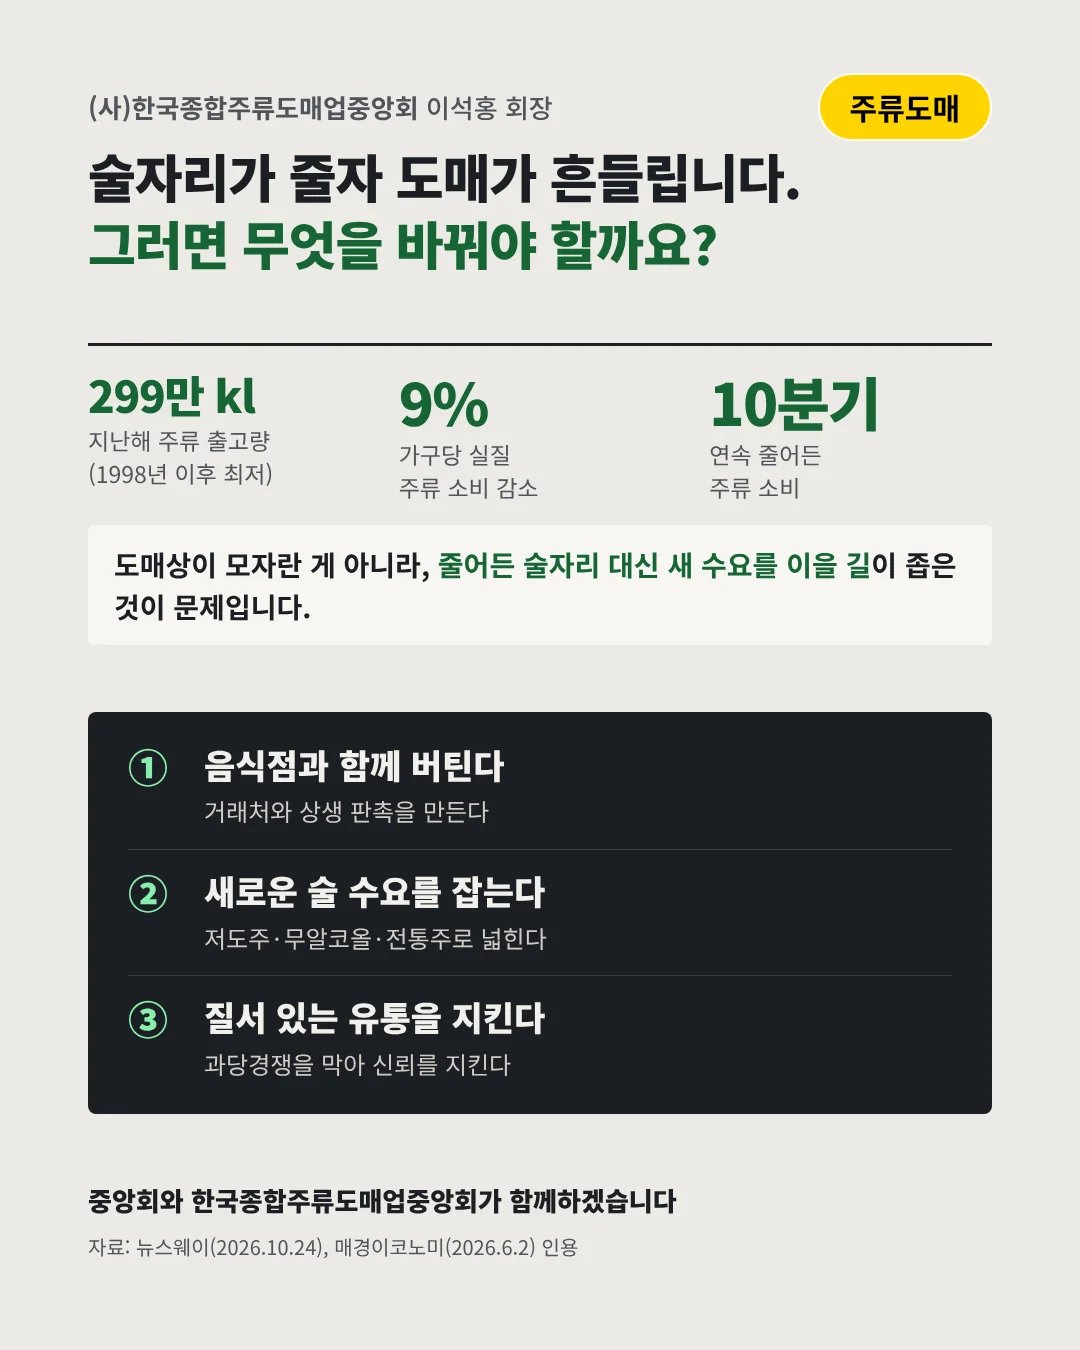 (사)한국종합주류도매업중앙회 이석홍 회장
주류도매
술자리가 줄자 도매가 흔들립니다.
그러면 무엇을 바꿔야 할까요?
299만 kl
지난해 주류 출고량
(1998년 이후 최저)
9%
가구당 실질
주류 소비 감소
10분기
연속 줄어든
주류 소비
도매상이 모자란 게 아니라, 줄어든 술자리 대신 새 수요를 이을 길이 좁은
것이 문제입니다.
① 음식점과 함께 버틴다
거래처와 상생 판촉을 만든다
② 새로운 술 수요를 잡는다
저도주·무알코올·전통주로 넓힌다
③ 질서 있는 유통을 지킨다
과당경쟁을 막아 신뢰를 지킨다
중앙회와 한국종합주류도매업중앙회가 함께하겠습니다
자료: 뉴스웨이(2026.10.24), 매경이코노미(2026.6.2) 인용